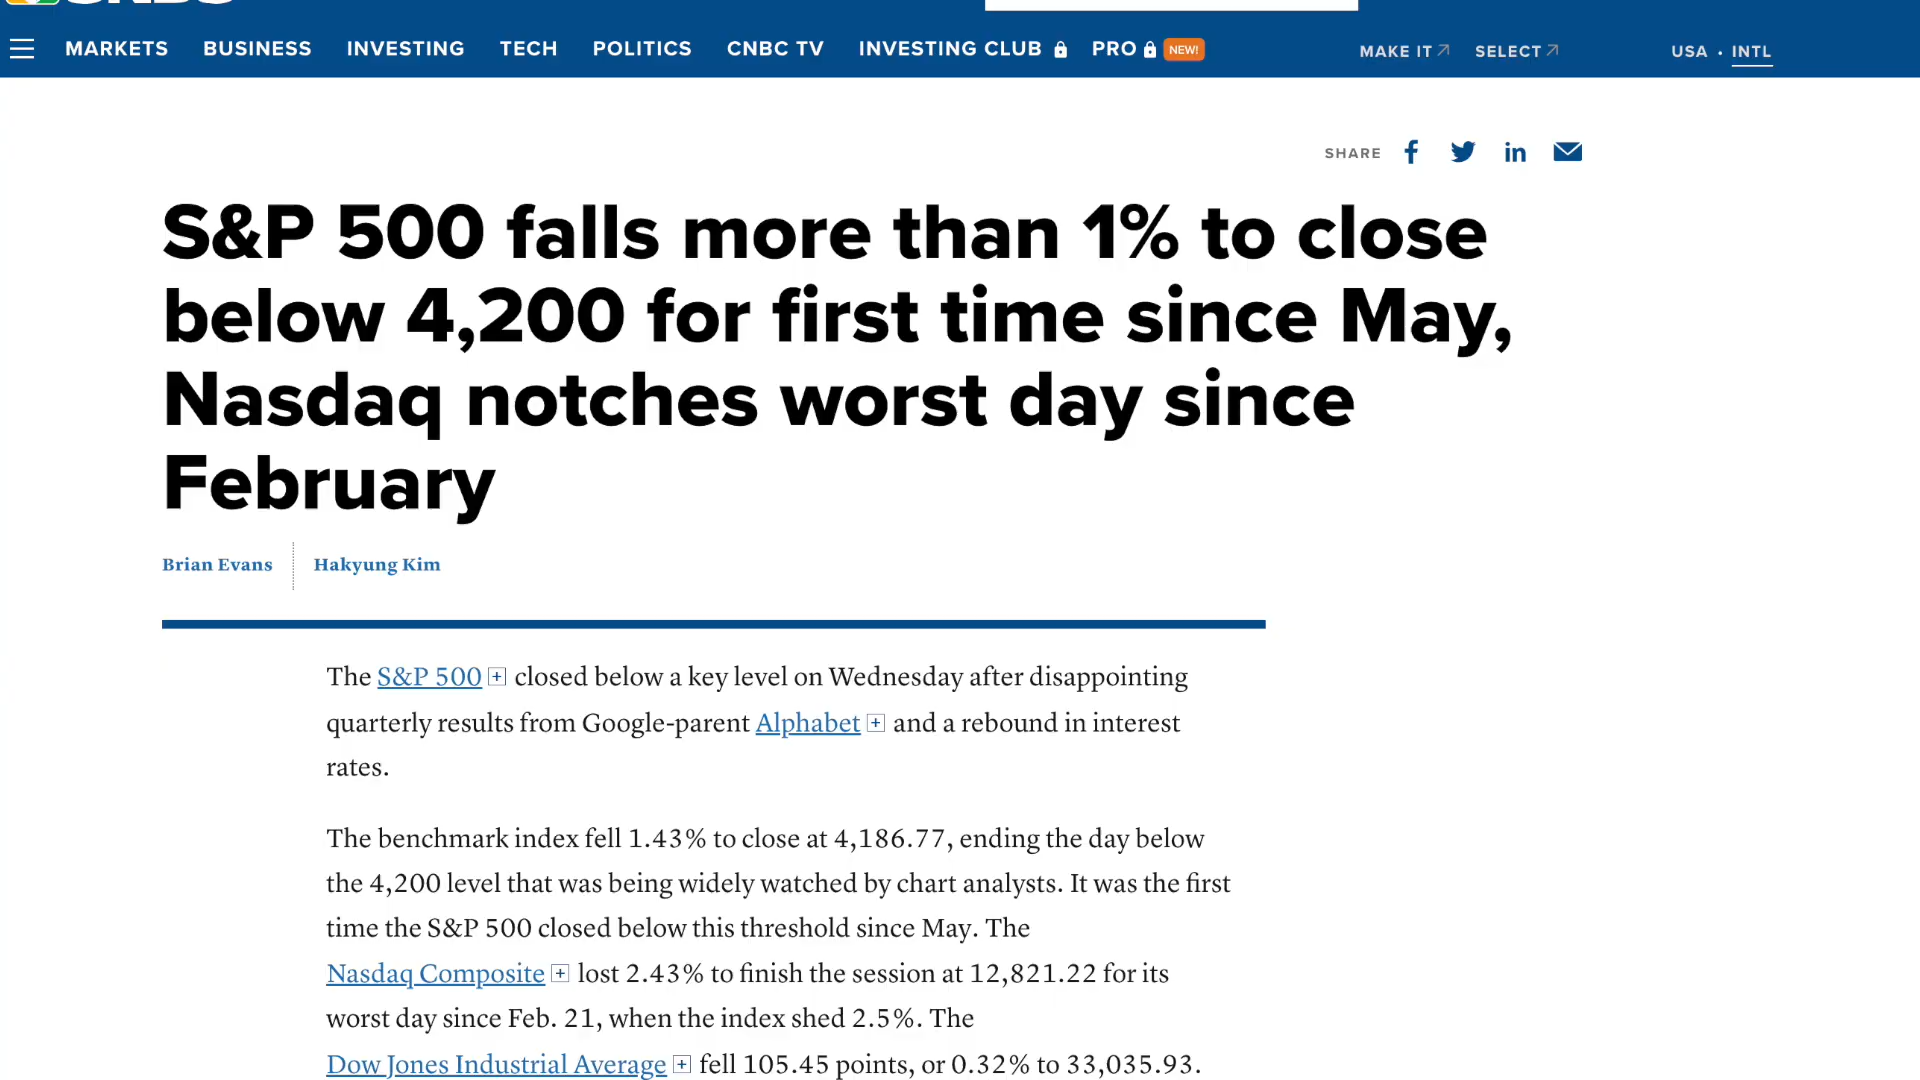 MARKETS BUSINESS INVESTING TECH POLITICS CNBC TV INVESTING CLUB PRO NEW! MAKE IT SELECT USA • INTL
SHARE
S&P 500 falls more than 1% to close
below 4,200 for first time since May,
Nasdaq notches worst day since
February
Brian Evans Hakyung Kim
The S&P 500 closed below a key level on Wednesday after disappointing
quarterly results from Google-parent Alphabet and a rebound in interest
rates.
The benchmark index fell 1.43% to close at 4,186.77, ending the day below
the 4,200 level that was being widely watched by chart analysts. It was the first
time the S&P 500 closed below this threshold since May. The
Nasdaq Composite lost 2.43% to finish the session at 12,821.22 for its
worst day since Feb. 21, when the index shed 2.5%. The
Dow Jones Industrial Average fell 105.45 points, or 0.32% to 33,035.93.